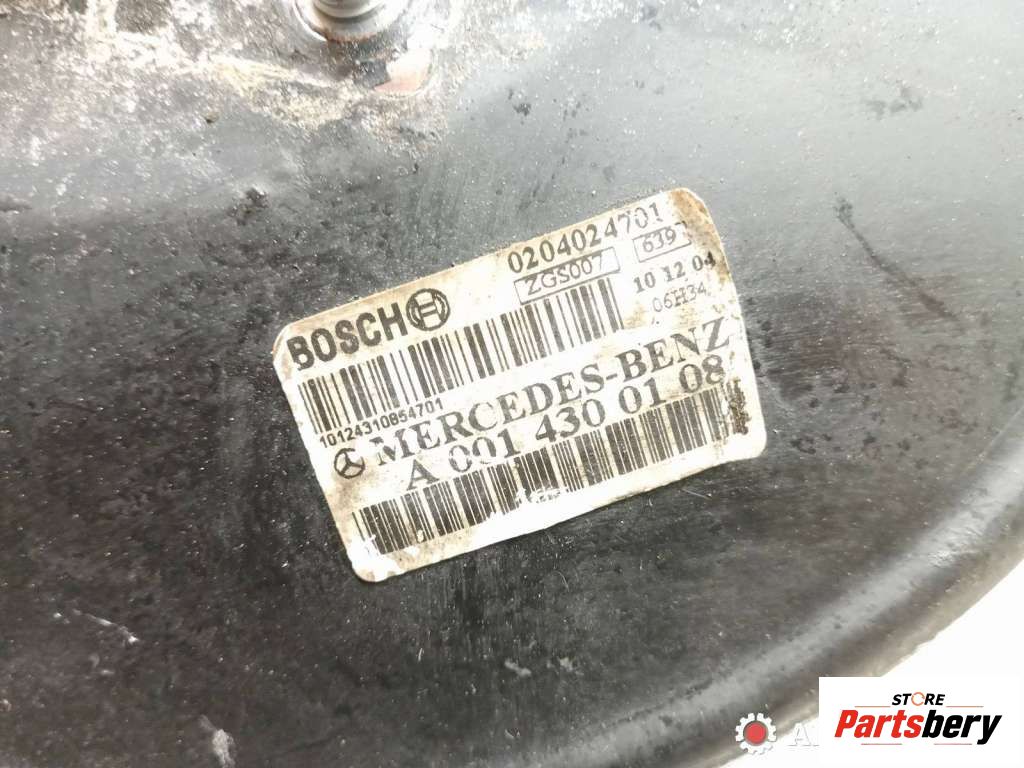 0204024701
ZGS007 639
10 12 04
06H34
BOSCH
10124310854701
MERCEDES-BENZ
A 001 430 01 08
STORE
Partsbery